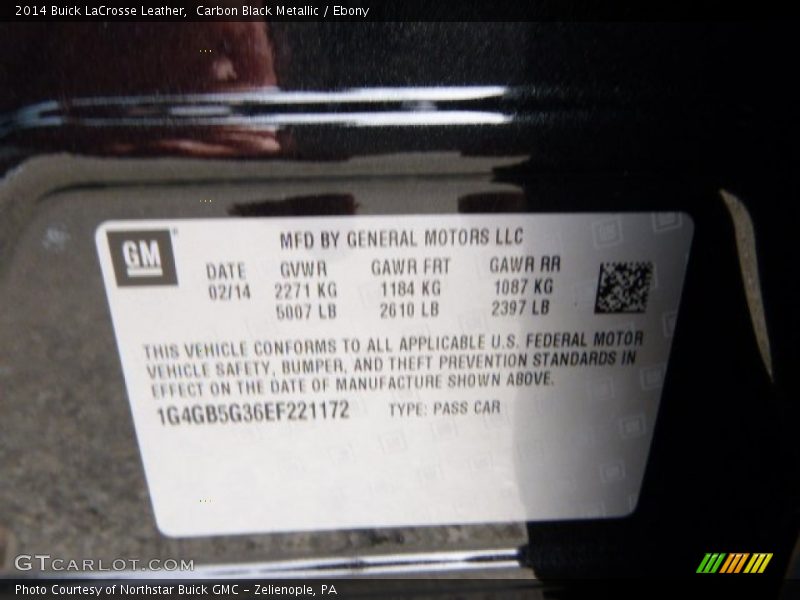 2014 Buick LaCrosse Leather,  Carbon Black Metallic / Ebony
GM
MFD BY GENERAL MOTORS LLC
DATE GVWR GAWR FRT GAWR RR
02/14 2271 KG 1184 KG 1087 KG
5007 LB 2610 LB 2397 LB
THIS VEHICLE CONFORMS TO ALL APPLICABLE U.S. FEDERAL MOTOR
VEHICLE SAFETY, BUMPER, AND THEFT PREVENTION STANDARDS IN
EFFECT ON THE DATE OF MANUFACTURE SHOWN ABOVE.
1G4GB5G36EF221172 TYPE: PASS CAR
GTCARLOT.COM
Photo Courtesy of Northstar Buick GMC - Zelienople, PA